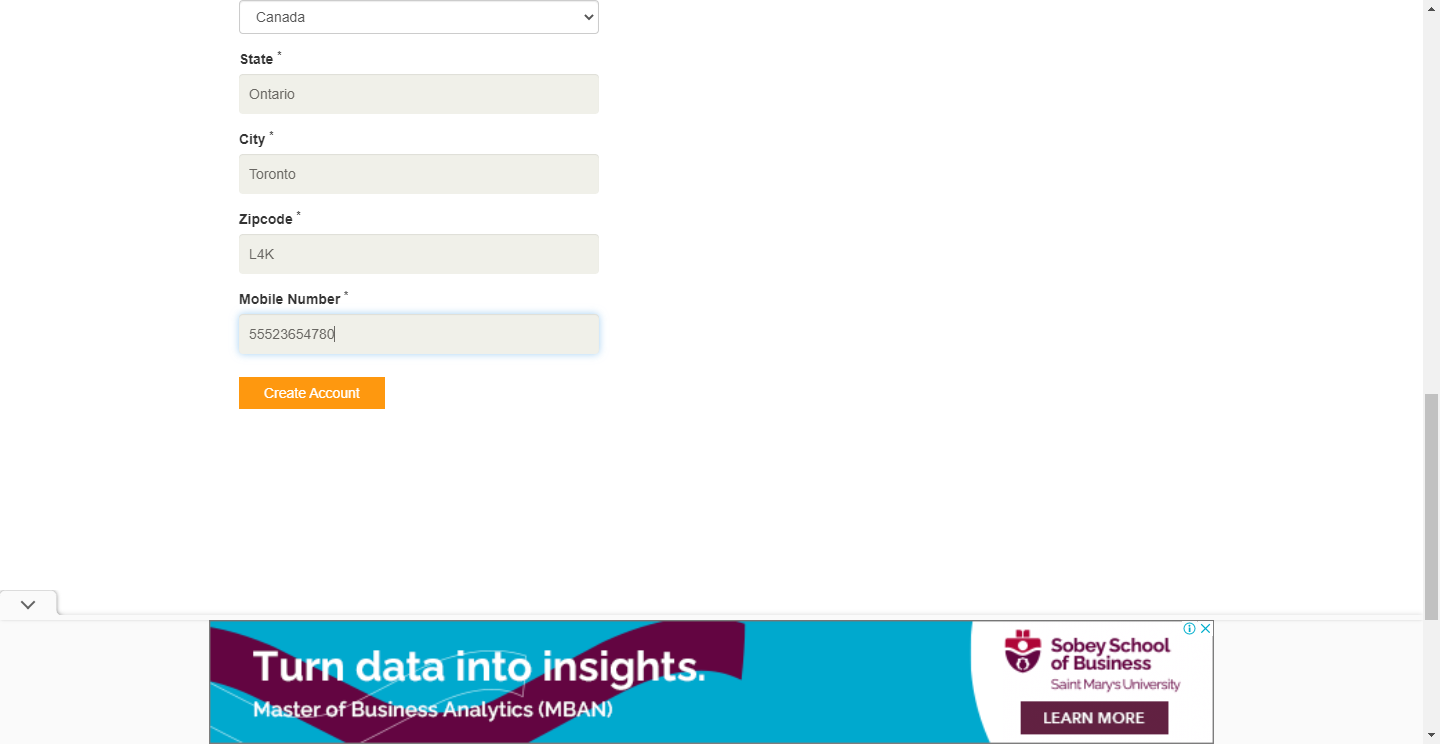 Canada
State *
Ontario
City *
Toronto
Zipcode *
L4K
Mobile Number *
55523654780
Create Account
Turn data into insights.
Master of Business Analytics (MBAN)
Sobey School
of Business
Saint Mary's University
LEARN MORE